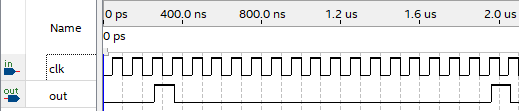 Name
0 ps 400.0 ns 800.0 ns 1.2 us 1.6 us 2.0 us
0 ps
in clk
out out